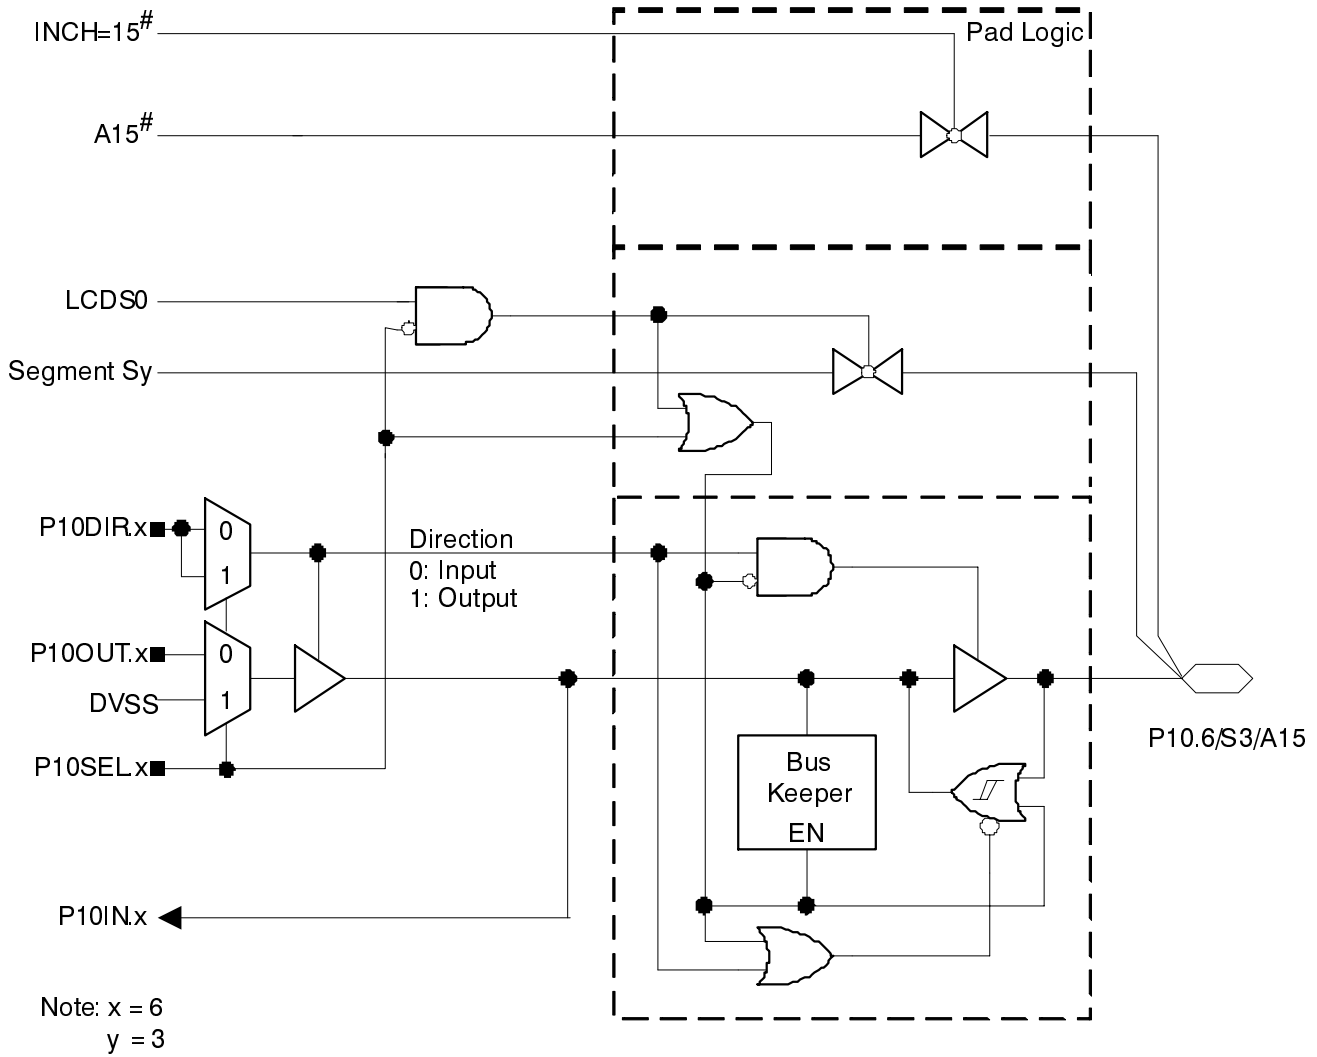 INCH=15#
Pad Logic
A15#
LCDS0
Segment Sy
P10DIR.x
0
1
Direction
0: Input
1: Output
P10OUT.x
0
DVSS
1
P10SEL.x
P10.6/S3/A15
Bus
Keeper
EN
P10IN.x
Note: x = 6
y = 3